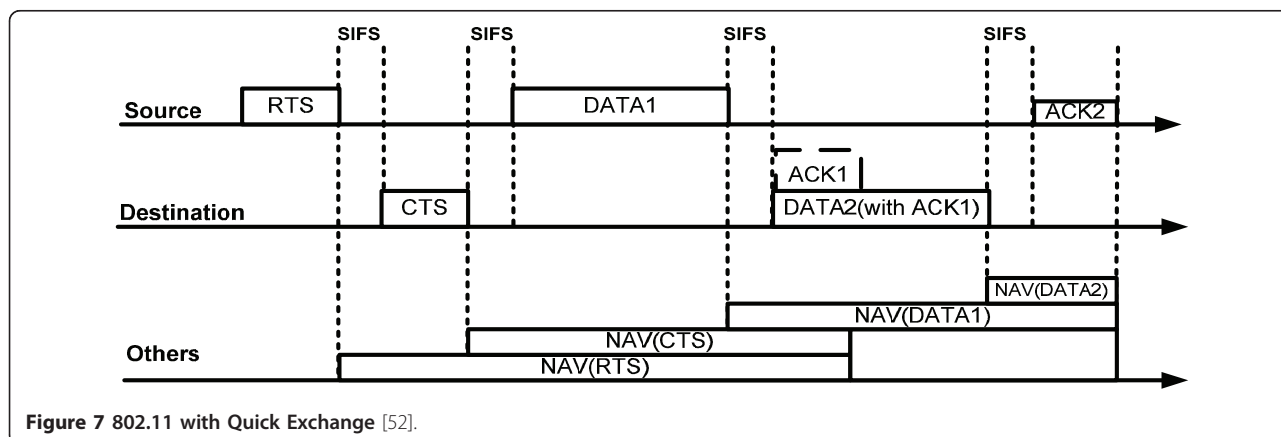 SIFS SIFS SIFS SIFS
Source RTS DATA1 ACK2
ACK1
Destination CTS DATA2(with ACK1)
NAV(DATA2)
NAV(DATA1)
NAV(CTS)
Others
NAV(RTS)
Figure 7 802.11 with Quick Exchange [52].